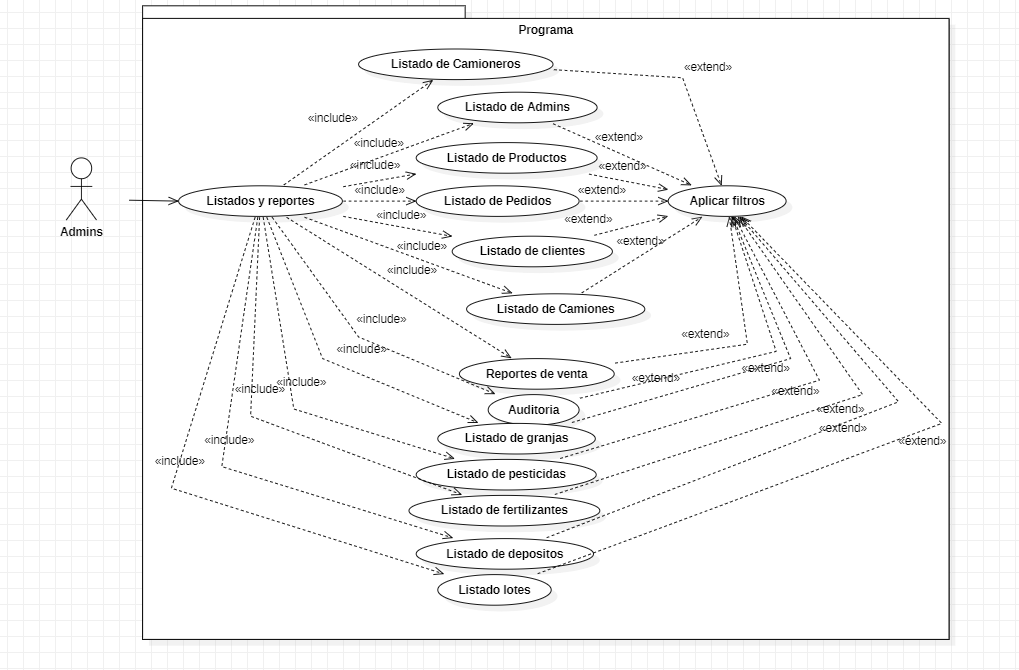 Programa
Listado de Camioneros
«extend»
Listado de Admins
«include»
«extend»
«include»
Listado de Productos
«include»
«extend»
«include»
Listado de Pedidos
«extend»
Listados y reportes
Aplicar filtros
Admins
«include»
«extend»
Listado de clientes
«include»
«extend»
«include»
Listado de Camiones
«include»
«extend»
«include»
Reportes de venta
«extend»
«extend»
«include»
«include»
«extend»
Auditoria
«extend»
«extend»
Listado de granjas
«include»
«extend»
«include»
Listado de pesticidas
Listado de fertilizantes
Listado de depositos
Listado lotes